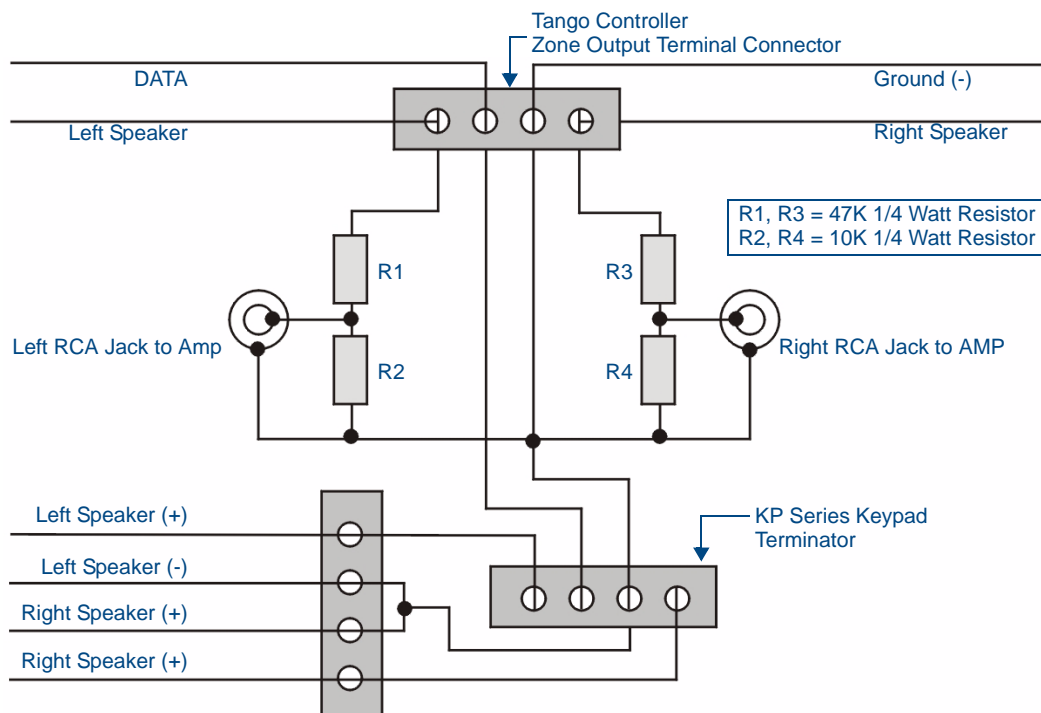 Tango Controller
Zone Output Terminal Connector
DATA
Ground (-)
Left Speaker
Right Speaker
R1, R3 = 47K 1/4 Watt Resistor
R2, R4 = 10K 1/4 Watt Resistor
R1
R3
Left RCA Jack to Amp
Right RCA Jack to AMP
R2
R4
Left Speaker (+)
Left Speaker (-)
Right Speaker (+)
Right Speaker (+)
KP Series Keypad
Terminator